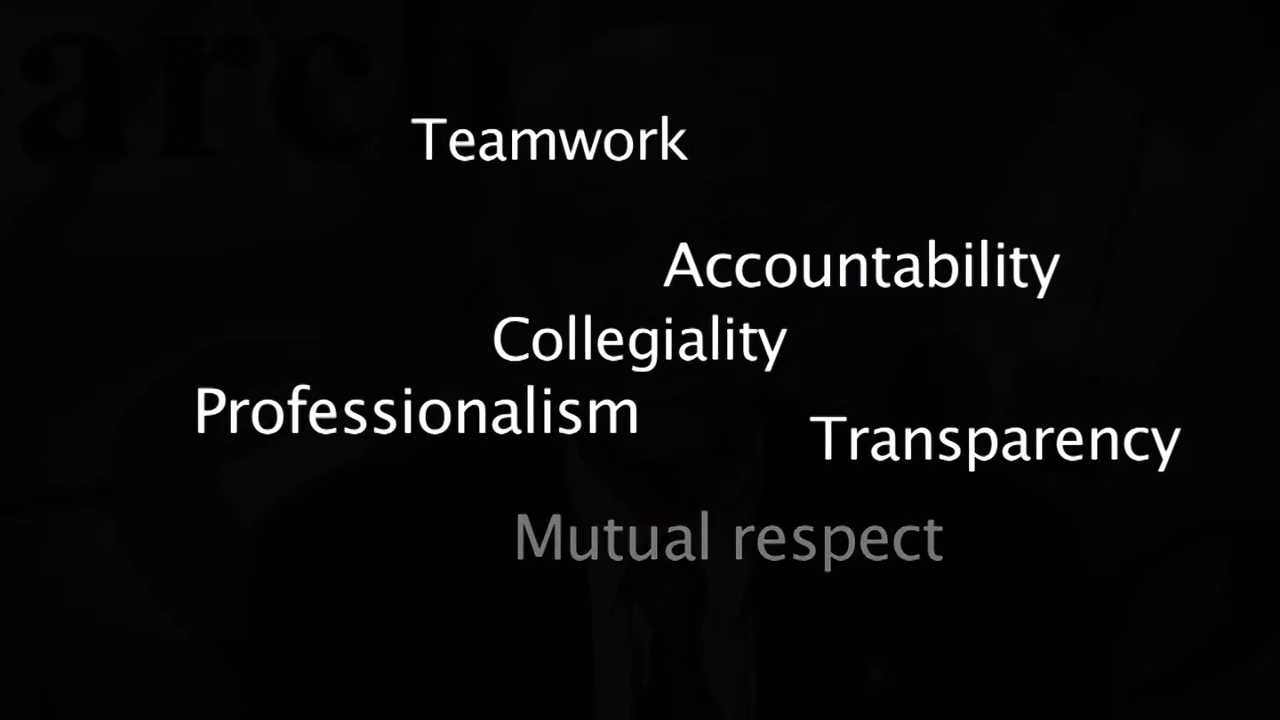 Teamwork
Accountability
Collegiality
Professionalism
Transparency
Mutual respect